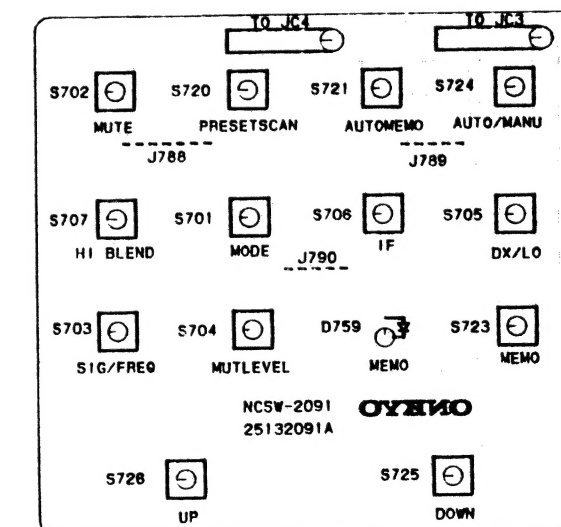 TO JC4 TO JC3
S702 S720 S721 S724
MUTE PRESETSCAN AUTOMEMO AUTO/MANU
J788 J789
S707 S701 S706 S705
HI BLEND MODE IF DX/LO
J790
S703 S704 D759 S723
SIG/FREQ MUTLEVEL MEMO MEMO
NCSW-2091 ONKYO
25132091A
S726 S725
UP DOWN